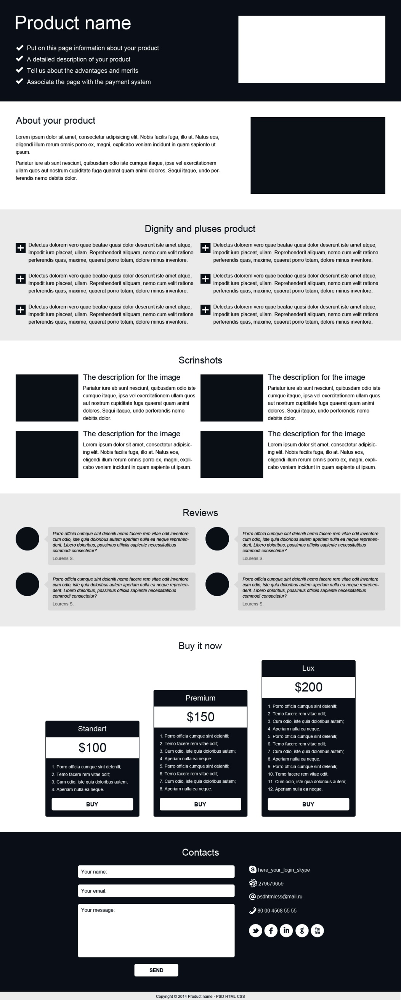 Product name
Put on this page information about your product
A detailed description of your product
Tell us about the advantages and merits
Associate the page with the payment system
About your product
Lorem ipsum dolor sit amet, consectetur adipisicing elit. Nobis facilis fuga, illo at. Natus eos,
eligendi illum rerum omnis porro ex, magni, explicabo veniam incidunt in quam sapiente ut
ipsum.
Pariatur iure ab sunt nesciunt, quibusdam odio iste cumque itaque, ipsa vel exercitationem
ullam quos aut nostrum cupiditate fuga quaerat quam animi dolores. Sequi itaque, unde per-
ferendis nemo debitis dolor.
Dignity and pluses product
Delectus dolorem vero quae beatae quasi dolor deserunt iste amet atque,
impedit iure placeat, ullam. Reprehenderit aliquam, nemo cum velit ratione
perferendis quas, maxime, quaerat porro totam, dolore minus inventore.
Delectus dolorem vero quae beatae quasi dolor deserunt iste amet atque,
impedit iure placeat, ullam. Reprehenderit aliquam, nemo cum velit ratione
perferendis quas, maxime, quaerat porro totam, dolore minus inventore.
Delectus dolorem vero quae beatae quasi dolor deserunt iste amet atque,
impedit iure placeat, ullam. Reprehenderit aliquam, nemo cum velit ratione
perferendis quas, maxime, quaerat porro totam, dolore minus inventore.
Delectus dolorem vero quae beatae quasi dolor deserunt iste amet atque,
impedit iure placeat, ullam. Reprehenderit aliquam, nemo cum velit ratione
perferendis quas, maxime, quaerat porro totam, dolore minus inventore.
Delectus dolorem vero quae beatae quasi dolor deserunt iste amet atque,
impedit iure placeat, ullam. Reprehenderit aliquam, nemo cum velit ratione
perferendis quas, maxime, quaerat porro totam, dolore minus inventore.
Delectus dolorem vero quae beatae quasi dolor deserunt iste amet atque,
impedit iure placeat, ullam. Reprehenderit aliquam, nemo cum velit ratione
perferendis quas, maxime, quaerat porro totam, dolore minus inventore.
Scrinshots
The description for the image
Pariatur iure ab sunt nesciunt, quibusdam odio iste
cumque itaque, ipsa vel exercitationem ullam quos
aut nostrum cupiditate fuga quaerat quam animi
dolores. Sequi itaque, unde perferendis nemo
debitis dolor.
The description for the image
Pariatur iure ab sunt nesciunt, quibusdam odio iste
cumque itaque, ipsa vel exercitationem ullam quos
aut nostrum cupiditate fuga quaerat quam animi
dolores. Sequi itaque, unde perferendis nemo
debitis dolor.
The description for the image
Lorem ipsum dolor sit amet, consectetur adipisic-
ing elit. Nobis facilis fuga, illo at. Natus eos,
eligendi illum rerum omnis porro ex, magni, expli-
cabo veniam incidunt in quam sapiente ut ipsum.
The description for the image
Lorem ipsum dolor sit amet, consectetur adipisic-
ing elit. Nobis facilis fuga, illo at. Natus eos,
eligendi illum rerum omnis porro ex, magni, expli-
cabo veniam incidunt in quam sapiente ut ipsum.
Reviews
Porro officia cumque sint deleniti nemo facere rem vitae odit inventore
cum odio, iste quia doloribus autem aperiam nulla ea neque reprehen-
derit. Libero doloribus, possimus officiis sapiente necessitatibus
commodi consectetur?
Lourens S.
Porro officia cumque sint deleniti nemo facere rem vitae odit inventore
cum odio, iste quia doloribus autem aperiam nulla ea neque reprehen-
derit. Libero doloribus, possimus officiis sapiente necessitatibus
commodi consectetur?
Lourens S.
Porro officia cumque sint deleniti nemo facere rem vitae odit inventore
cum odio, iste quia doloribus autem aperiam nulla ea neque reprehen-
derit. Libero doloribus, possimus officiis sapiente necessitatibus
commodi consectetur?
Lourens S.
Porro officia cumque sint deleniti nemo facere rem vitae odit inventore
cum odio, iste quia doloribus autem aperiam nulla ea neque reprehen-
derit. Libero doloribus, possimus officiis sapiente necessitatibus
commodi consectetur?
Lourens S.
Buy it now
Standart
$100
1. Porro officia cumque sint deleniti;
2. Temo facere rem vitae odit;
3. Cum odio, iste quia doloribus autem;
4. Aperiam nulla ea neque.
BUY
Premium
$150
1. Porro officia cumque sint deleniti;
2. Temo facere rem vitae odit;
3. Cum odio, iste quia doloribus autem;
4. Aperiam nulla ea neque.
5. Porro officia cumque sint deleniti;
6. Temo facere rem vitae odit;
7. Cum odio, iste quia doloribus autem;
8. Aperiam nulla ea neque.
BUY
Lux
$200
1. Porro officia cumque sint deleniti;
2. Temo facere rem vitae odit;
3. Cum odio, iste quia doloribus autem;
4. Aperiam nulla ea neque.
5. Porro officia cumque sint deleniti;
6. Temo facere rem vitae odit;
7. Cum odio, iste quia doloribus autem;
8. Aperiam nulla ea neque.
9. Porro officia cumque sint deleniti;
10. Temo facere rem vitae odit;
11. Cum odio, iste quia doloribus autem;
12. Aperiam nulla ea neque.
BUY
Contacts
Your name:
Your email:
Your message:
SEND
here_your_login_skype
279679659
psdhtmlcss@mail.ru
80 00 4568 55 55
You Tube
Copyright © 2014 Product name · PSD HTML CSS